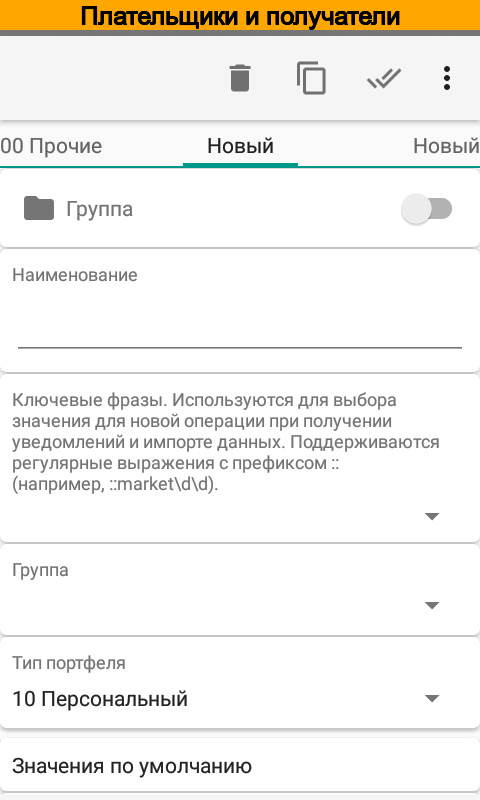 Плательщики и получатели
00 Прочие
Новый
Новый
Группа
Наименование
Ключевые фразы. Используются для выбора
значения для новой операции при получении
уведомлений и импорте данных. Поддерживаются
регулярные выражения с префиксом ::
(например, ::market\d\d).
Группа
Тип портфеля
10 Персональный
Значения по умолчанию